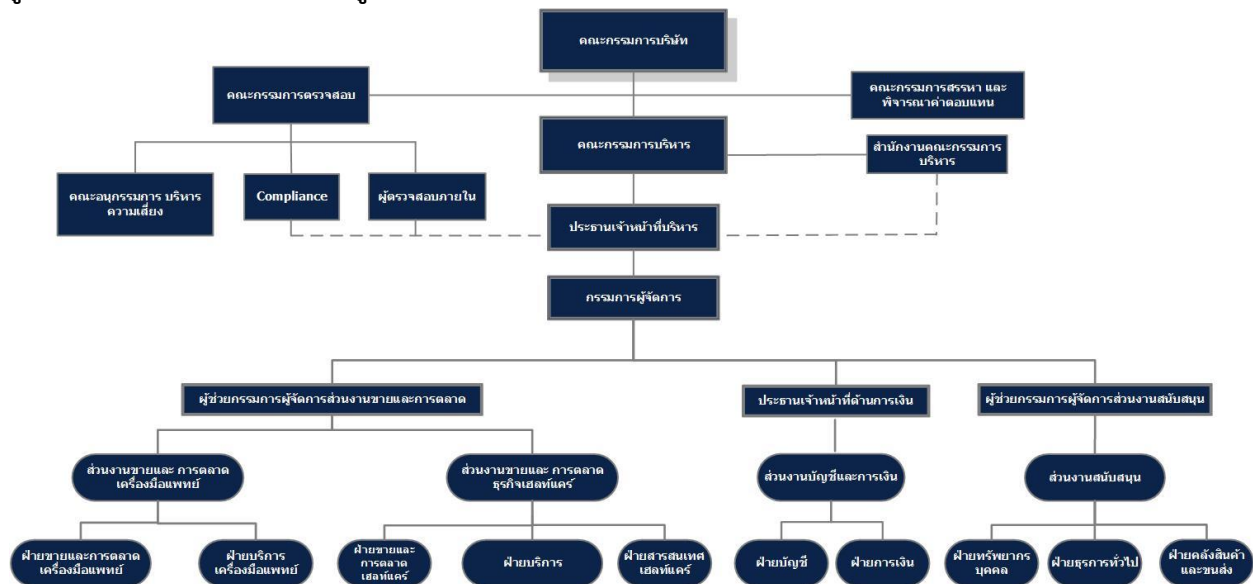 คณะกรรมการบริษัท
คณะกรรมการตรวจสอบ
คณะกรรมการสรรหา และ
พิจารณาค่าตอบแทน
คณะกรรมการบริหาร
สำนักงานคณะกรรมการ
บริหาร
คณะอนุกรรมการ บริหาร
ความเสี่ยง
Compliance
ผู้ตรวจสอบภายใน
ประธานเจ้าหน้าที่บริหาร
กรรมการผู้จัดการ
ผู้ช่วยกรรมการผู้จัดการส่วนงานขายและการตลาด
ประธานเจ้าหน้าที่ด้านการเงิน
ผู้ช่วยกรรมการผู้จัดการส่วนงานสนับสนุน
ส่วนงานขายและ การตลาด
เครื่องมือแพทย์
ส่วนงานขายและ การตลาด
ธุรกิจเฮลท์แคร์
ส่วนงานบัญชีและการเงิน
ส่วนงานสนับสนุน
ฝ่ายขายและการตลาด
เครื่องมือแพทย์
ฝ่ายบริการ
เครื่องมือแพทย์
ฝ่ายขายและ
การตลาด
เฮลท์แคร์
ฝ่ายบริการ
ฝ่ายสารสนเทศ
เฮลท์แคร์
ฝ่ายบัญชี
ฝ่ายการเงิน
ฝ่ายทรัพยากร
บุคคล
ฝ่ายธุรการทั่วไป
ฝ่ายคลังสินค้า
และขนส่ง